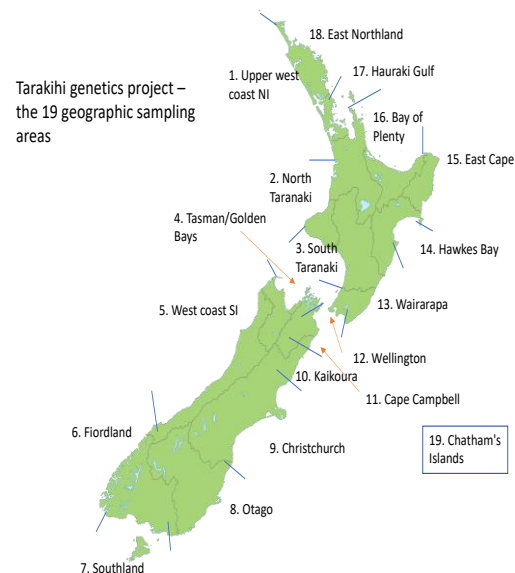 Tarakihi genetics project –
the 19 geographic sampling
areas
18. East Northland
1. Upper west
coast NI
17. Hauraki Gulf
16. Bay of
Plenty
15. East Cape
2. North
Taranaki
4. Tasman/Golden
Bays
3. South
Taranaki
14. Hawkes Bay
5. West coast SI
13. Wairarapa
12. Wellington
10. Kaikoura
11. Cape Campbell
6. Fiordland
9. Christchurch
19. Chatham's
Islands
8. Otago
7. Southland